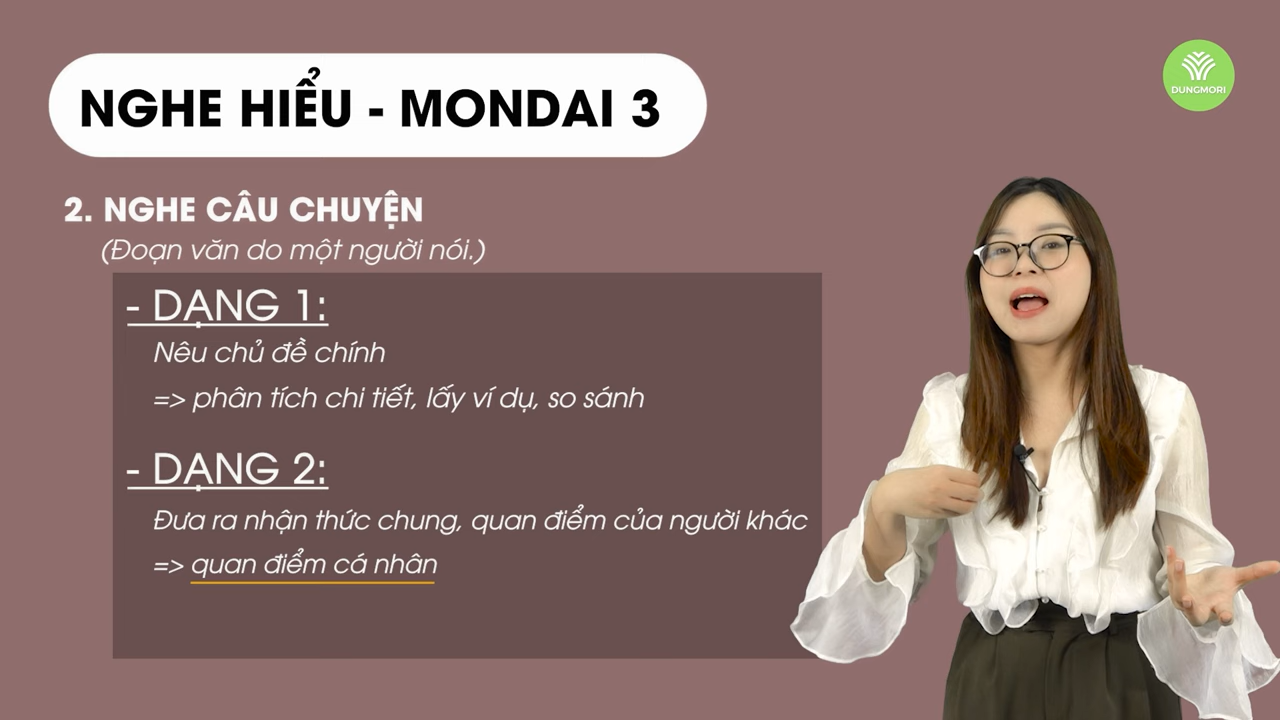 NGHE HIỂU - MONDAI 3
DUNGMORI
2. NGHE CÂU CHUYỆN
(Đoạn văn do một người nói.)
- DẠNG 1:
Nêu chủ đề chính
=> phân tích chi tiết, lấy ví dụ, so sánh
- DẠNG 2:
Đưa ra nhận thức chung, quan điểm của người khác
=> quan điểm cá nhân